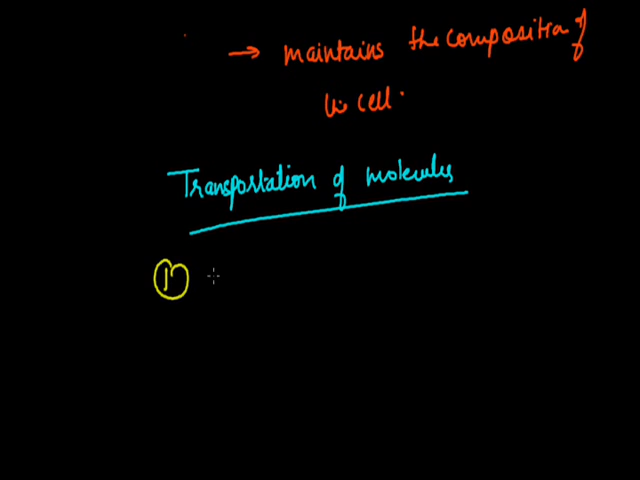 → maintains the composition of
the cell.
Transportation of molecules
1